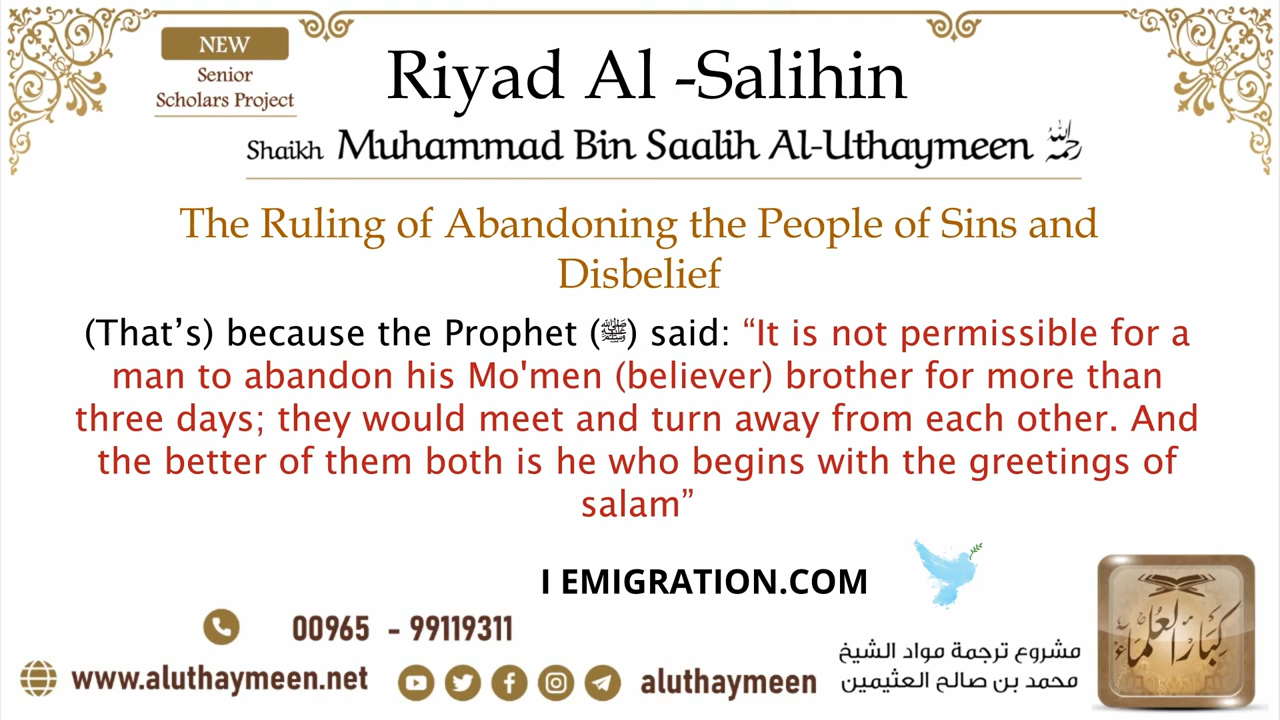 NEW
Senior
Scholars Project
Riyad Al -Salihin
Shaikh Muhammad Bin Saalih Al-Uthaymeen رحمه الله
The Ruling of Abandoning the People of Sins and
Disbelief
(That’s) because the Prophet (ﷺ) said: “It is not permissible for a
man to abandon his Mo'men (believer) brother for more than
three days; they would meet and turn away from each other. And
the better of them both is he who begins with the greetings of
salam”
I EMIGRATION.COM
00965 - 99119311
www.aluthaymeen.net
aluthaymeen
مشروع ترجمة مواد الشيخ
محمد بن صالح العثيمين
كبار العلماء